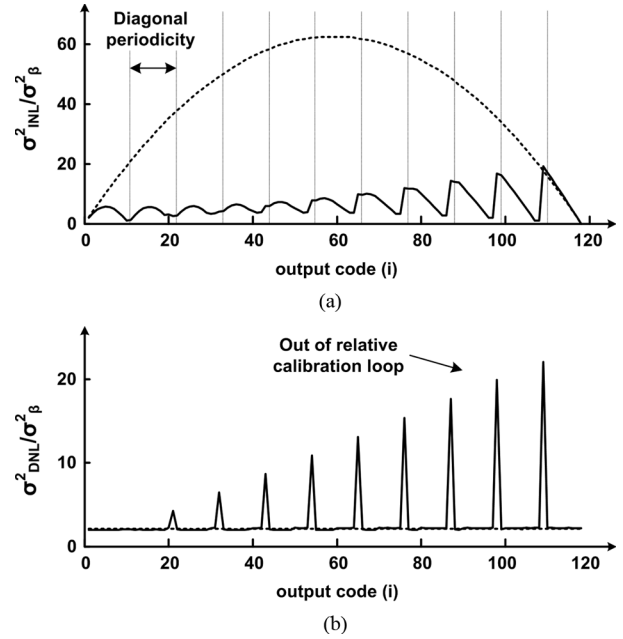 Diagonal
periodicity
60
40
20
0
σ²INL/σ²β
0 20 40 60 80 100 120
output code (i)
(a)
Out of relative
calibration loop
20
10
0
σ²DNL/σ²β
0 20 40 60 80 100 120
output code (i)
(b)